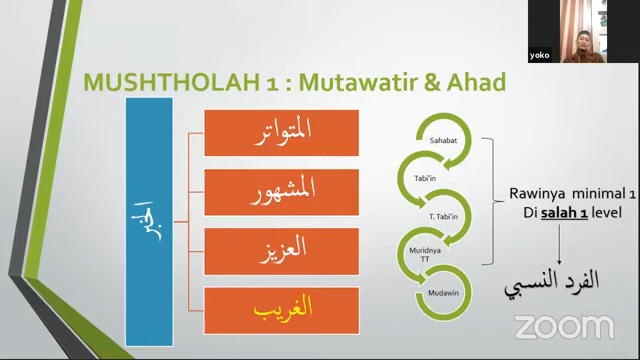 yoko
MUSHTHOLAH 1 : Mutawatir & Ahad
الخبر
المتواتر
المشهور
العزيز
الغريب
Sahabat
Tabi'in
T. Tabi'in
Muridnya
TT
Mudawin
Rawinya minimal 1
Di salah 1 level
الفرد النسبي
zoom